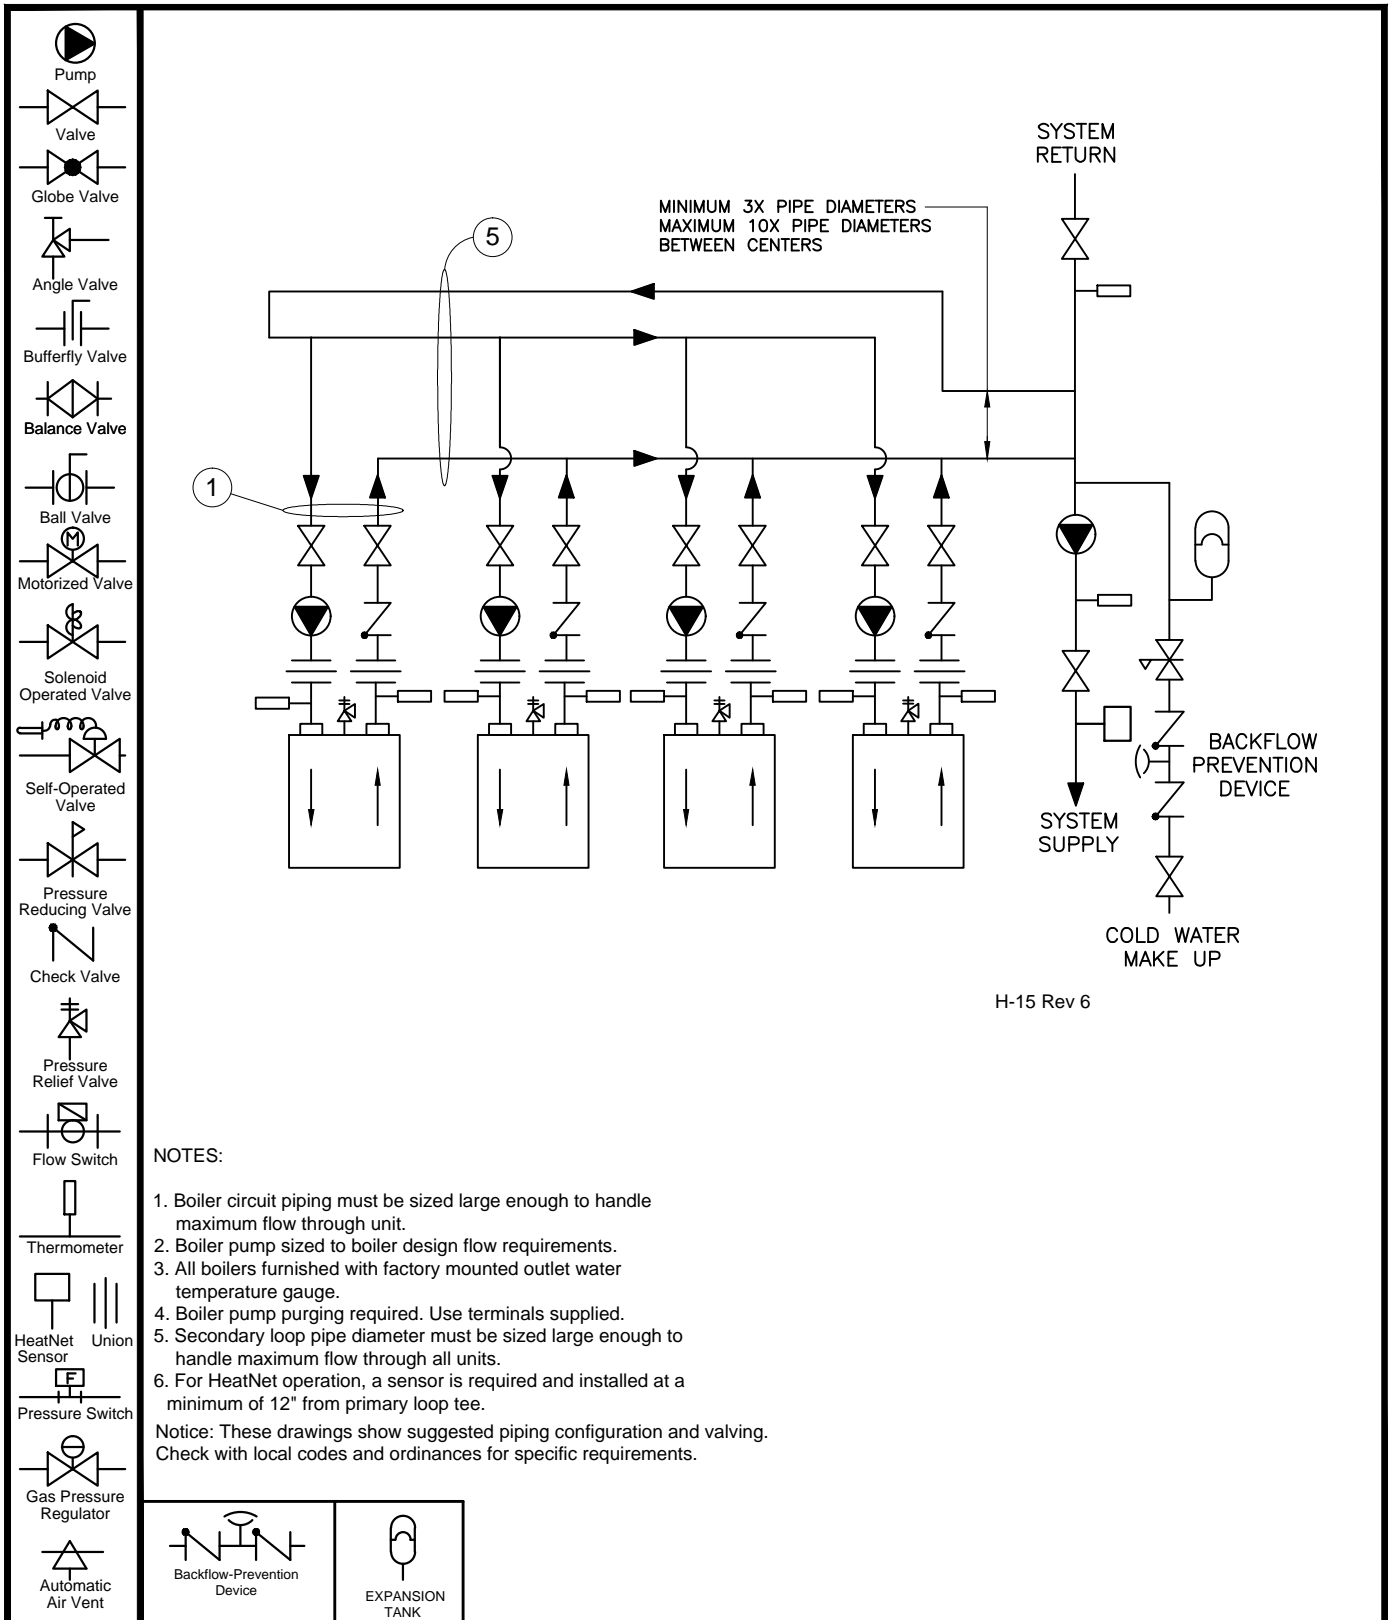 Pump
Valve
Globe Valve
Angle Valve
Bufferfly Valve
Balance Valve
Ball Valve
M
Motorized Valve
Solenoid
Operated Valve
Self-Operated
Valve
Pressure
Reducing Valve
Check Valve
Pressure
Relief Valve
Flow Switch
Thermometer
HeatNet
Sensor
Union
F
Pressure Switch
Gas Pressure
Regulator
Automatic
Air Vent
SYSTEM
RETURN
MINIMUM 3X PIPE DIAMETERS
MAXIMUM 10X PIPE DIAMETERS
BETWEEN CENTERS
5
1
BACKFLOW
PREVENTION
DEVICE
SYSTEM
SUPPLY
COLD WATER
MAKE UP
H-15 Rev 6
NOTES:
1. Boiler circuit piping must be sized large enough to handle
maximum flow through unit.
2. Boiler pump sized to boiler design flow requirements.
3. All boilers furnished with factory mounted outlet water
temperature gauge.
4. Boiler pump purging required. Use terminals supplied.
5. Secondary loop pipe diameter must be sized large enough to
handle maximum flow through all units.
6. For HeatNet operation, a sensor is required and installed at a
minimum of 12" from primary loop tee.
Notice: These drawings show suggested piping configuration and valving.
Check with local codes and ordinances for specific requirements.
Backflow-Prevention
Device
EXPANSION
TANK